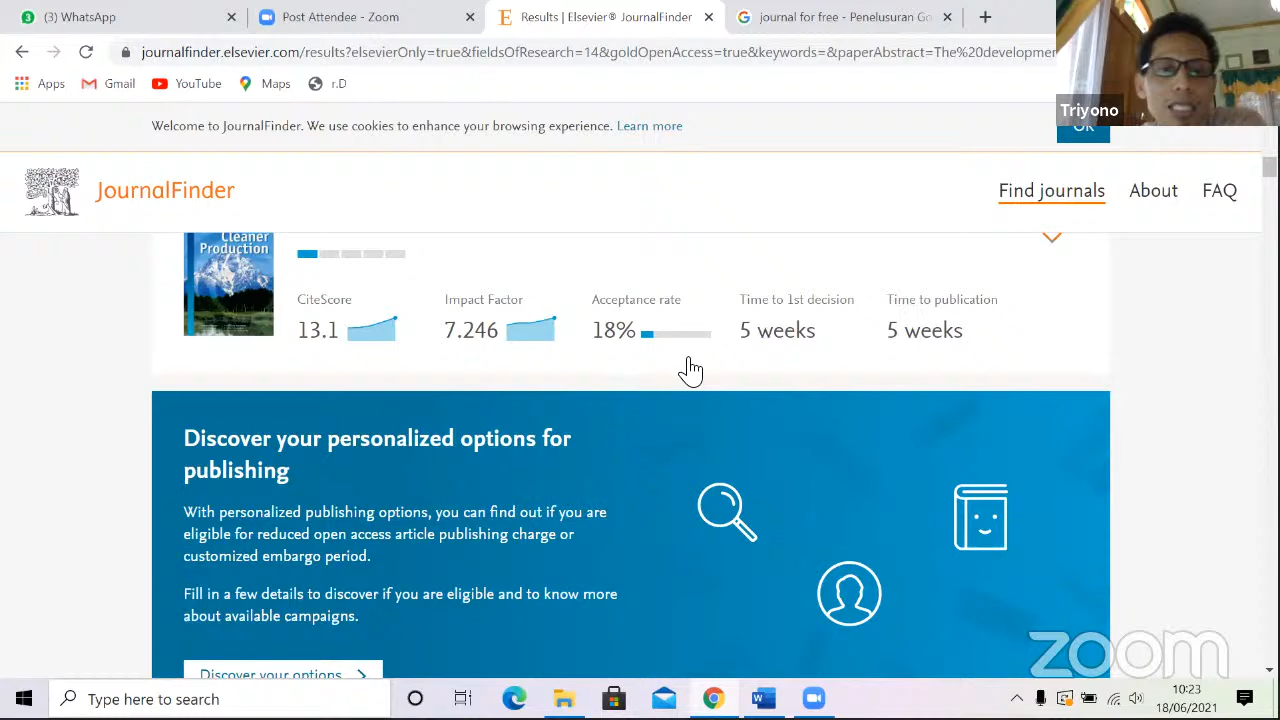 3
(3) WhatsApp
Post Attendee - Zoom
Results | Elsevier® JournalFinder
journal for free - Penelusuran G
journalfinder.elsevier.com/results?elsevierOnly=true&fieldsOfResearch=14&goldOpenAccess=true&keywords=&paperAbstract=The%20developmen
Apps
Gmail
YouTube
Maps
r.D
Triyono
Welcome to JournalFinder. We use cookies to enhance your browsing experience. Learn more
OK
JournalFinder
Find journals
About
FAQ
Cleaner
Production
CiteScore
Impact Factor
Acceptance rate
Time to 1st decision
Time to publication
13.1
7.246
18%
5 weeks
5 weeks
Discover your personalized options for
publishing
With personalized publishing options, you can find out if you are
eligible for reduced open access article publishing charge or
customized embargo period.
Fill in a few details to discover if you are eligible and to know more
about available campaigns.
Discover your options
zoom
Type here to search
10:23
18/06/2021